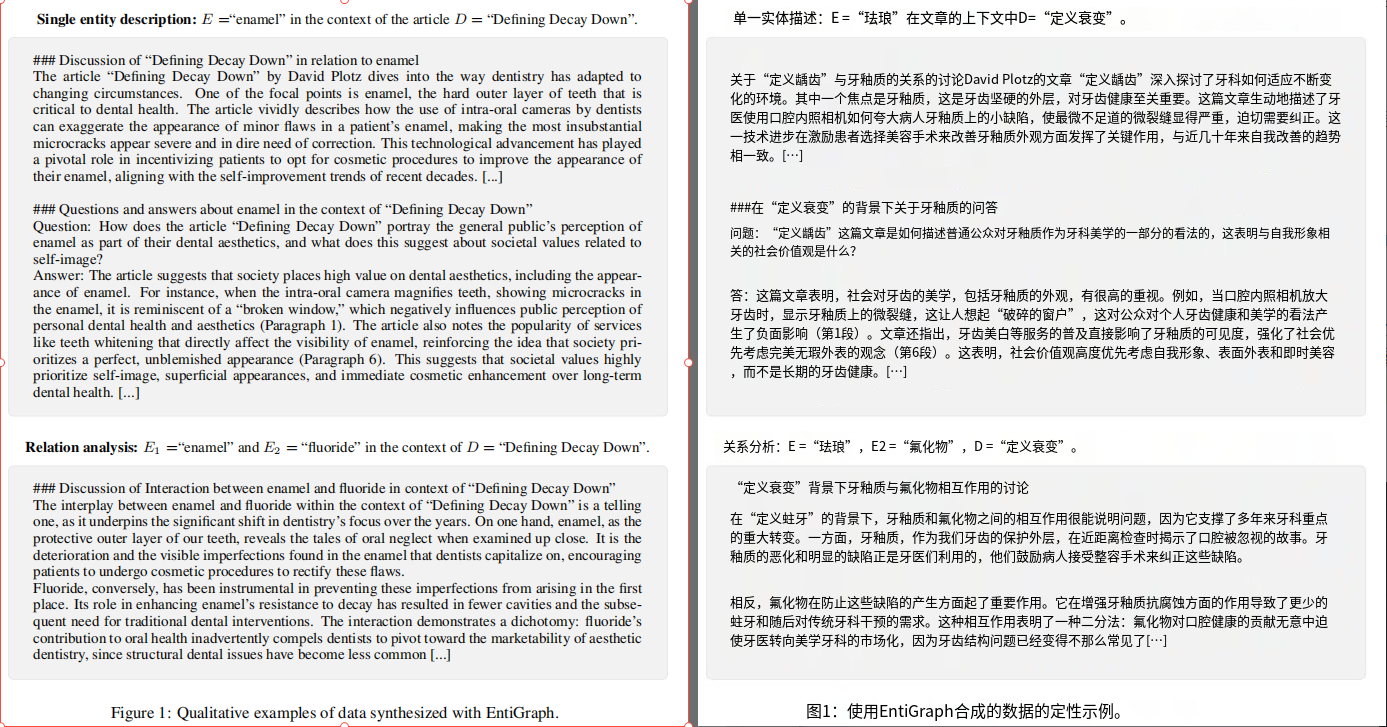 Single entity description: E =“enamel” in the context of the article D = “Defining Decay Down”.
### Discussion of “Defining Decay Down” in relation to enamel
The article “Defining Decay Down” by David Plotz dives into the way dentistry has adapted to
changing circumstances. One of the focal points is enamel, the hard outer layer of teeth that is
critical to dental health. The article vividly describes how the use of intra-oral cameras by dentists
can exaggerate the appearance of minor flaws in a patient’s enamel, making the most insubstantial
microcracks appear severe and in dire need of correction. This technological advancement has played
a pivotal role in incentivizing patients to opt for cosmetic procedures to improve the appearance of
their enamel, aligning with the self-improvement trends of recent decades. [...]
### Questions and answers about enamel in the context of “Defining Decay Down”
Question: How does the article “Defining Decay Down” portray the general public’s perception of
enamel as part of their dental aesthetics, and what does this suggest about societal values related to
self-image?
Answer: The article suggests that society places high value on dental aesthetics, including the appear-
ance of enamel. For instance, when the intra-oral camera magnifies teeth, showing microcracks in
the enamel, it is reminiscent of a “broken window,” which negatively influences public perception of
personal dental health and aesthetics (Paragraph 1). The article also notes the popularity of services
like teeth whitening that directly affect the visibility of enamel, reinforcing the idea that society pri-
oritizes a perfect, unblemished appearance (Paragraph 6). This suggests that societal values highly
prioritize self-image, superficial appearances, and immediate cosmetic enhancement over long-term
dental health. [...]
Relation analysis: E1 =“enamel” and E2 = “fluoride” in the context of D = “Defining Decay Down”.
### Discussion of Interaction between enamel and fluoride in context of “Defining Decay Down”
The interplay between enamel and fluoride within the context of “Defining Decay Down” is a telling
one, as it underpins the significant shift in dentistry’s focus over the years. On one hand, enamel, as the
protective outer layer of our teeth, reveals the tales of oral neglect when examined up close. It is the
deterioration and the visible imperfections found in the enamel that dentists capitalize on, encouraging
patients to undergo cosmetic procedures to rectify these flaws.
Fluoride, conversely, has been instrumental in preventing these imperfections from arising in the first
place. Its role in enhancing enamel’s resistance to decay has resulted in fewer cavities and the subse-
quent need for traditional dental interventions. The interaction demonstrates a dichotomy: fluoride’s
contribution to oral health inadvertently compels dentists to pivot toward the marketability of aesthetic
dentistry, since structural dental issues have become less common [...]
Figure 1: Qualitative examples of data synthesized with EntiGraph.
单一实体描述：E =“珐琅”在文章的上下文中D=“定义衰变”。
关于“定义龋齿”与牙釉质的关系的讨论David Plotz的文章“定义龋齿”深入探讨了牙科如何适应不断变
化的环境。其中一个焦点是牙釉质，这是牙齿坚硬的外层，对牙齿健康至关重要。这篇文章生动地描述了牙
医使用口腔内照相机如何夸大病人牙釉质上的小缺陷，使最微不足道的微裂缝显得严重，迫切需要纠正。这
一技术进步在激励患者选择美容手术来改善牙釉质外观方面发挥了关键作用，与近几十年来自我改善的趋势
相一致。[⋯]
###在“定义衰变”的背景下关于牙釉质的问答
问题：“定义龋齿”这篇文章是如何描述普通公众对牙釉质作为牙科美学的一部分的看法的，这表明与自我形象相
关的社会价值观是什么？
答：这篇文章表明，社会对牙齿的美学，包括牙釉质的外观，有很高的重视。例如，当口腔内照相机放大
牙齿时，显示牙釉质上的微裂缝，这让人想起“破碎的窗户”，这对公众对个人牙齿健康和美学的看法产
生了负面影响（第1段）。文章还指出，牙齿美白等服务的普及直接影响了牙釉质的可见度，强化了社会优
先考虑完美无瑕外表的观念（第6段）。这表明，社会价值观高度优先考虑自我形象、表面外表和即时美容
，而不是长期的牙齿健康。[⋯]
关系分析：E =“珐琅”，E2 =“氟化物”，D =“定义衰变”。
“定义衰变”背景下牙釉质与氟化物相互作用的讨论
在“定义蛀牙”的背景下，牙釉质和氟化物之间的相互作用很能说明问题，因为它支撑了多年来牙科重点
的重大转变。一方面，牙釉质，作为我们牙齿的保护外层，在近距离检查时揭示了口腔被忽视的故事。牙
釉质的恶化和明显的缺陷正是牙医们利用的，他们鼓励病人接受整容手术来纠正这些缺陷。
相反，氟化物在防止这些缺陷的产生方面起了重要作用。它在增强牙釉质抗腐蚀方面的作用导致了更少的
蛀牙和随后对传统牙科干预的需求。这种相互作用表明了一种二分法：氟化物对口腔健康的贡献无意中迫
使牙医转向美学牙科的市场化，因为牙齿结构问题已经变得不那么常见了[⋯]
图1：使用EntiGraph合成的数据的定性示例。